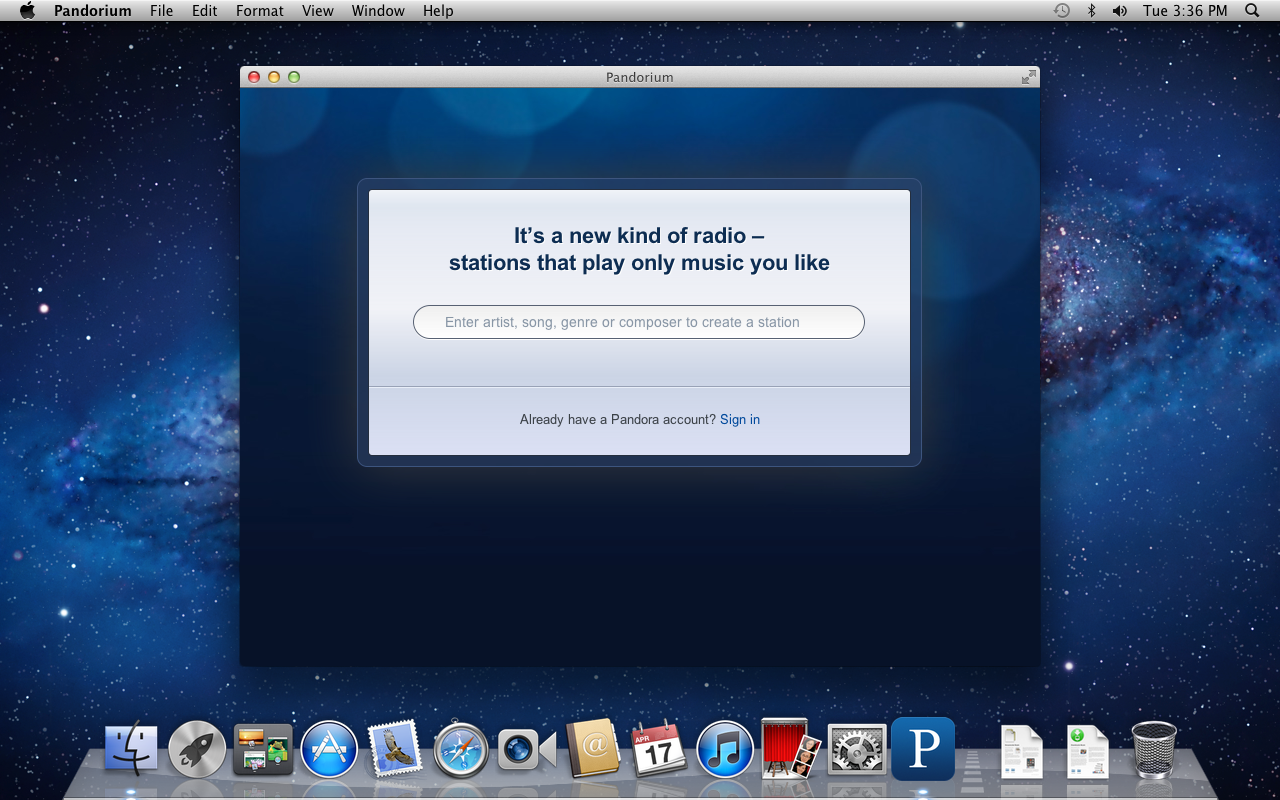 Pandorium File Edit Format View Window Help Tue 3:36 PM
Pandorium
It’s a new kind of radio –
stations that play only music you like
Enter artist, song, genre or composer to create a station
Already have a Pandora account? Sign in
APR
17
P